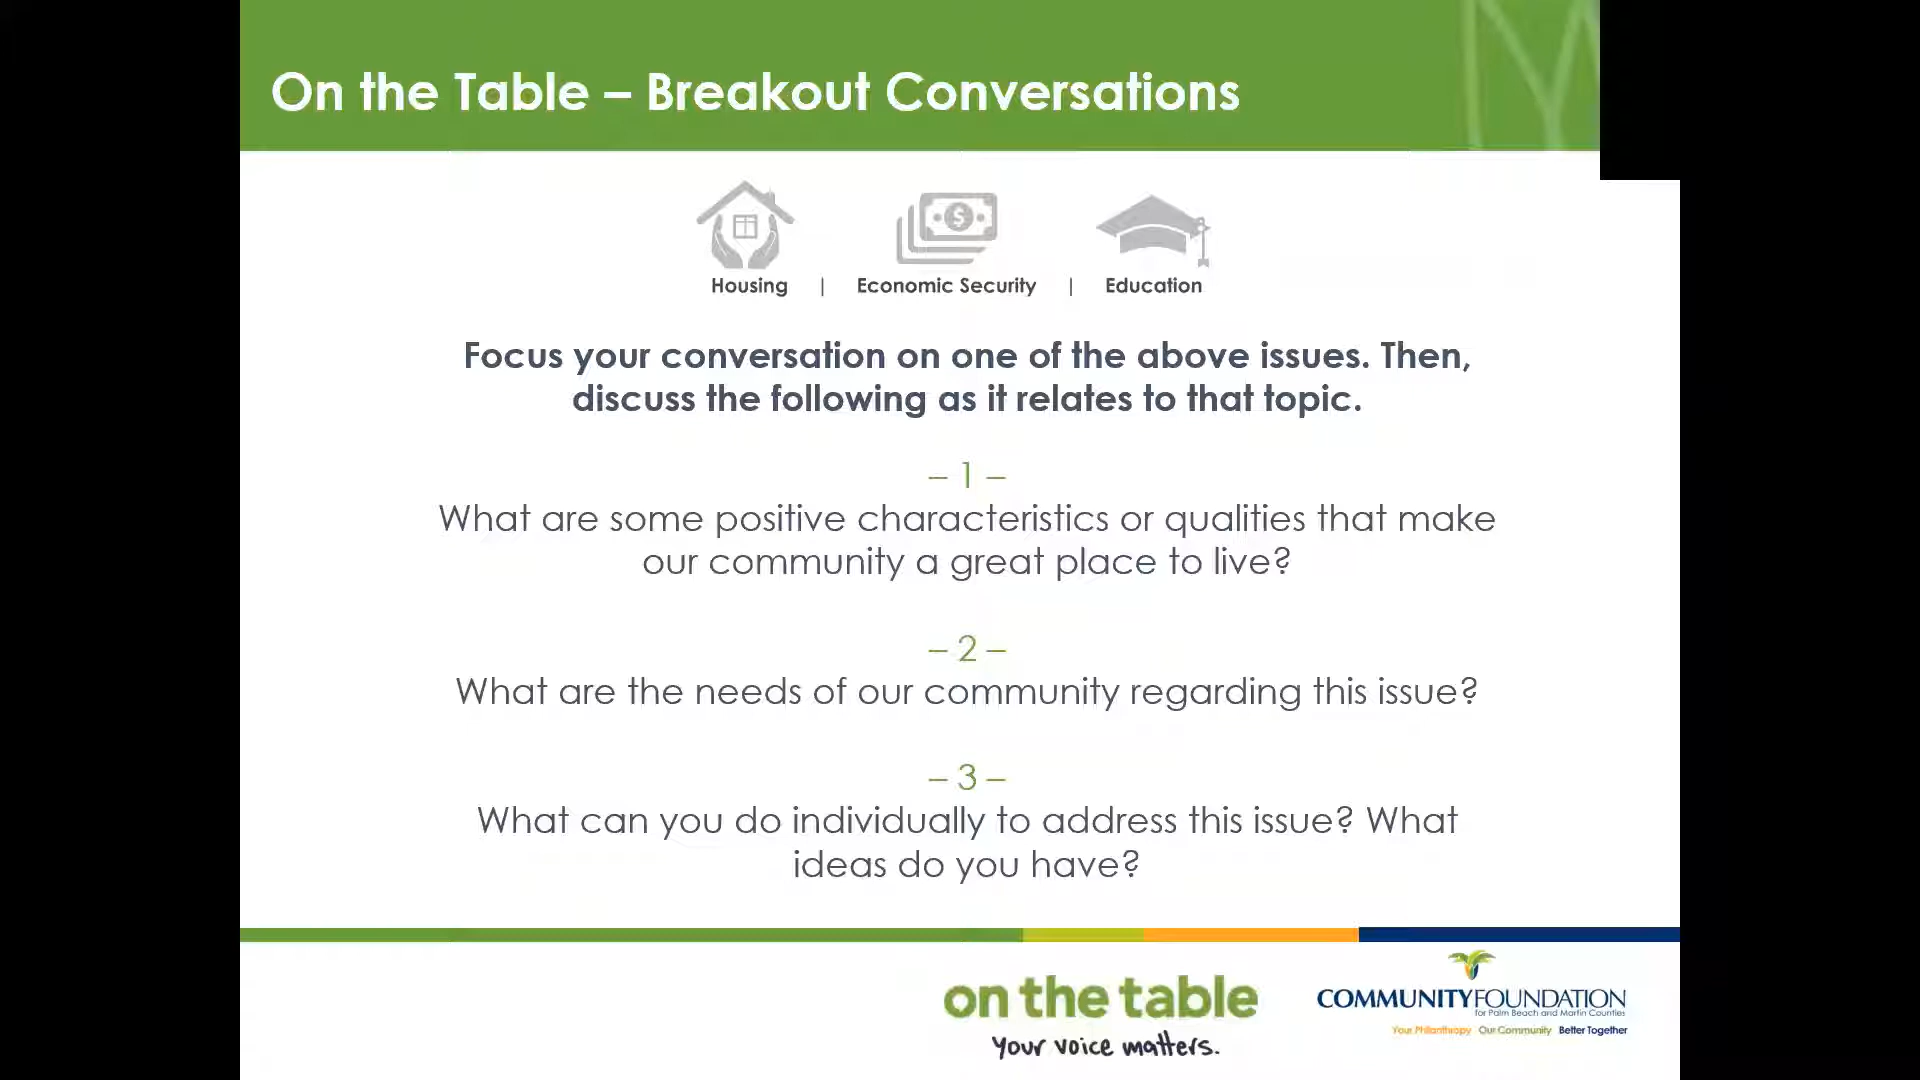 On the Table – Breakout Conversations
Housing | Economic Security | Education
Focus your conversation on one of the above issues. Then,
discuss the following as it relates to that topic.
– 1 –
What are some positive characteristics or qualities that make
our community a great place to live?
– 2 –
What are the needs of our community regarding this issue?
– 3 –
What can you do individually to address this issue? What
ideas do you have?
on the table
Your voice matters.
COMMUNITYFOUNDATION
for Palm Beach and Martin Counties
Your Philanthropy Our Community Better Together